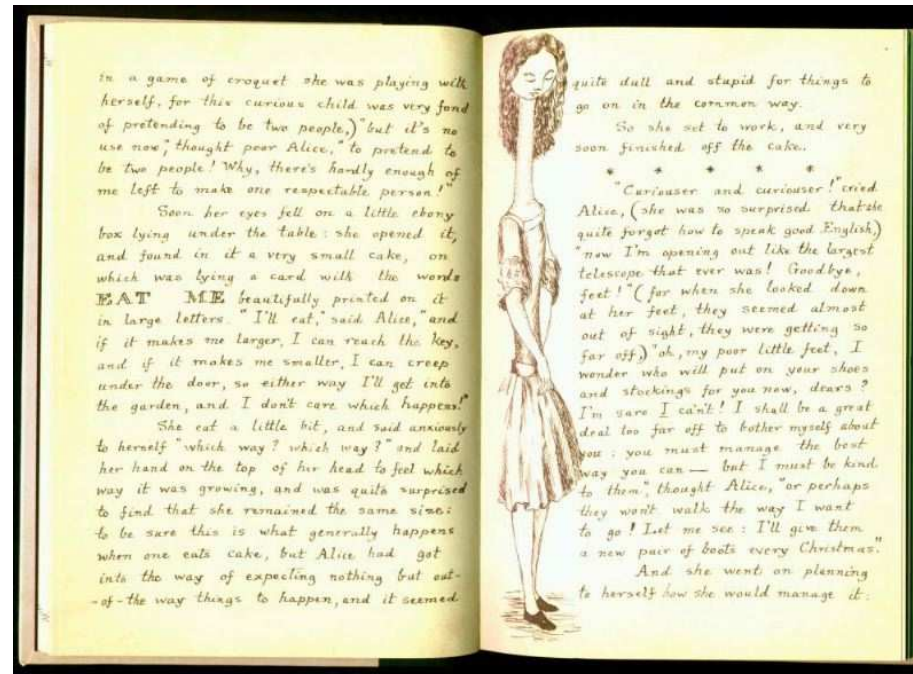 in a game of croquet she was playing with
herself, for this curious child was very fond
of pretending to be two people,) "but it's no
use now," thought poor Alice, "to pretend to
be two people! Why, there's hardly enough of
me left to make one respectable person!"
Soon her eyes fell on a little ebony
box lying under the table: she opened it,
and found in it a very small cake, on
which was lying a card with the words
EAT ME beautifully printed on it
in large letters. "I'll eat," said Alice, "and
if it makes me larger, I can reach the key,
and if it makes me smaller, I can creep
under the door, so either way I'll get into
the garden, and I don't care which happens!"
She eat a little bit, and said anxiously
to herself "which way? which way?" and laid
her hand on the top of her head to feel which
way it was growing, and was quite surprised
to find that she remained the same size:
to be sure this is what generally happens
when one eats cake, but Alice had got
into the way of expecting nothing but out-
-of-the way things to happen, and it seemed
quite dull and stupid for things to
go on in the common way.
So she set to work, and very
soon finished off the cake.
* * * * * *
"Curiouser and curiouser!" cried
Alice, (she was so surprised that she
quite forgot how to speak good English,)
"now I'm opening out like the largest
telescope that ever was! Goodbye,
feet!" (for when she looked down
at her feet, they seemed almost
out of sight, they were getting so
far off,) "oh, my poor little feet, I
wonder who will put on your shoes
and stockings for you now, dears?
I'm sure I can't! I shall be a great
deal too far off to bother myself about
you: you must manage the best
way you can — but I must be kind
to them", thought Alice, "or perhaps
they won't walk the way I want
to go! Let me see: I'll give them
a new pair of boots every Christmas."
And she went on planning
to herself how she would manage it: